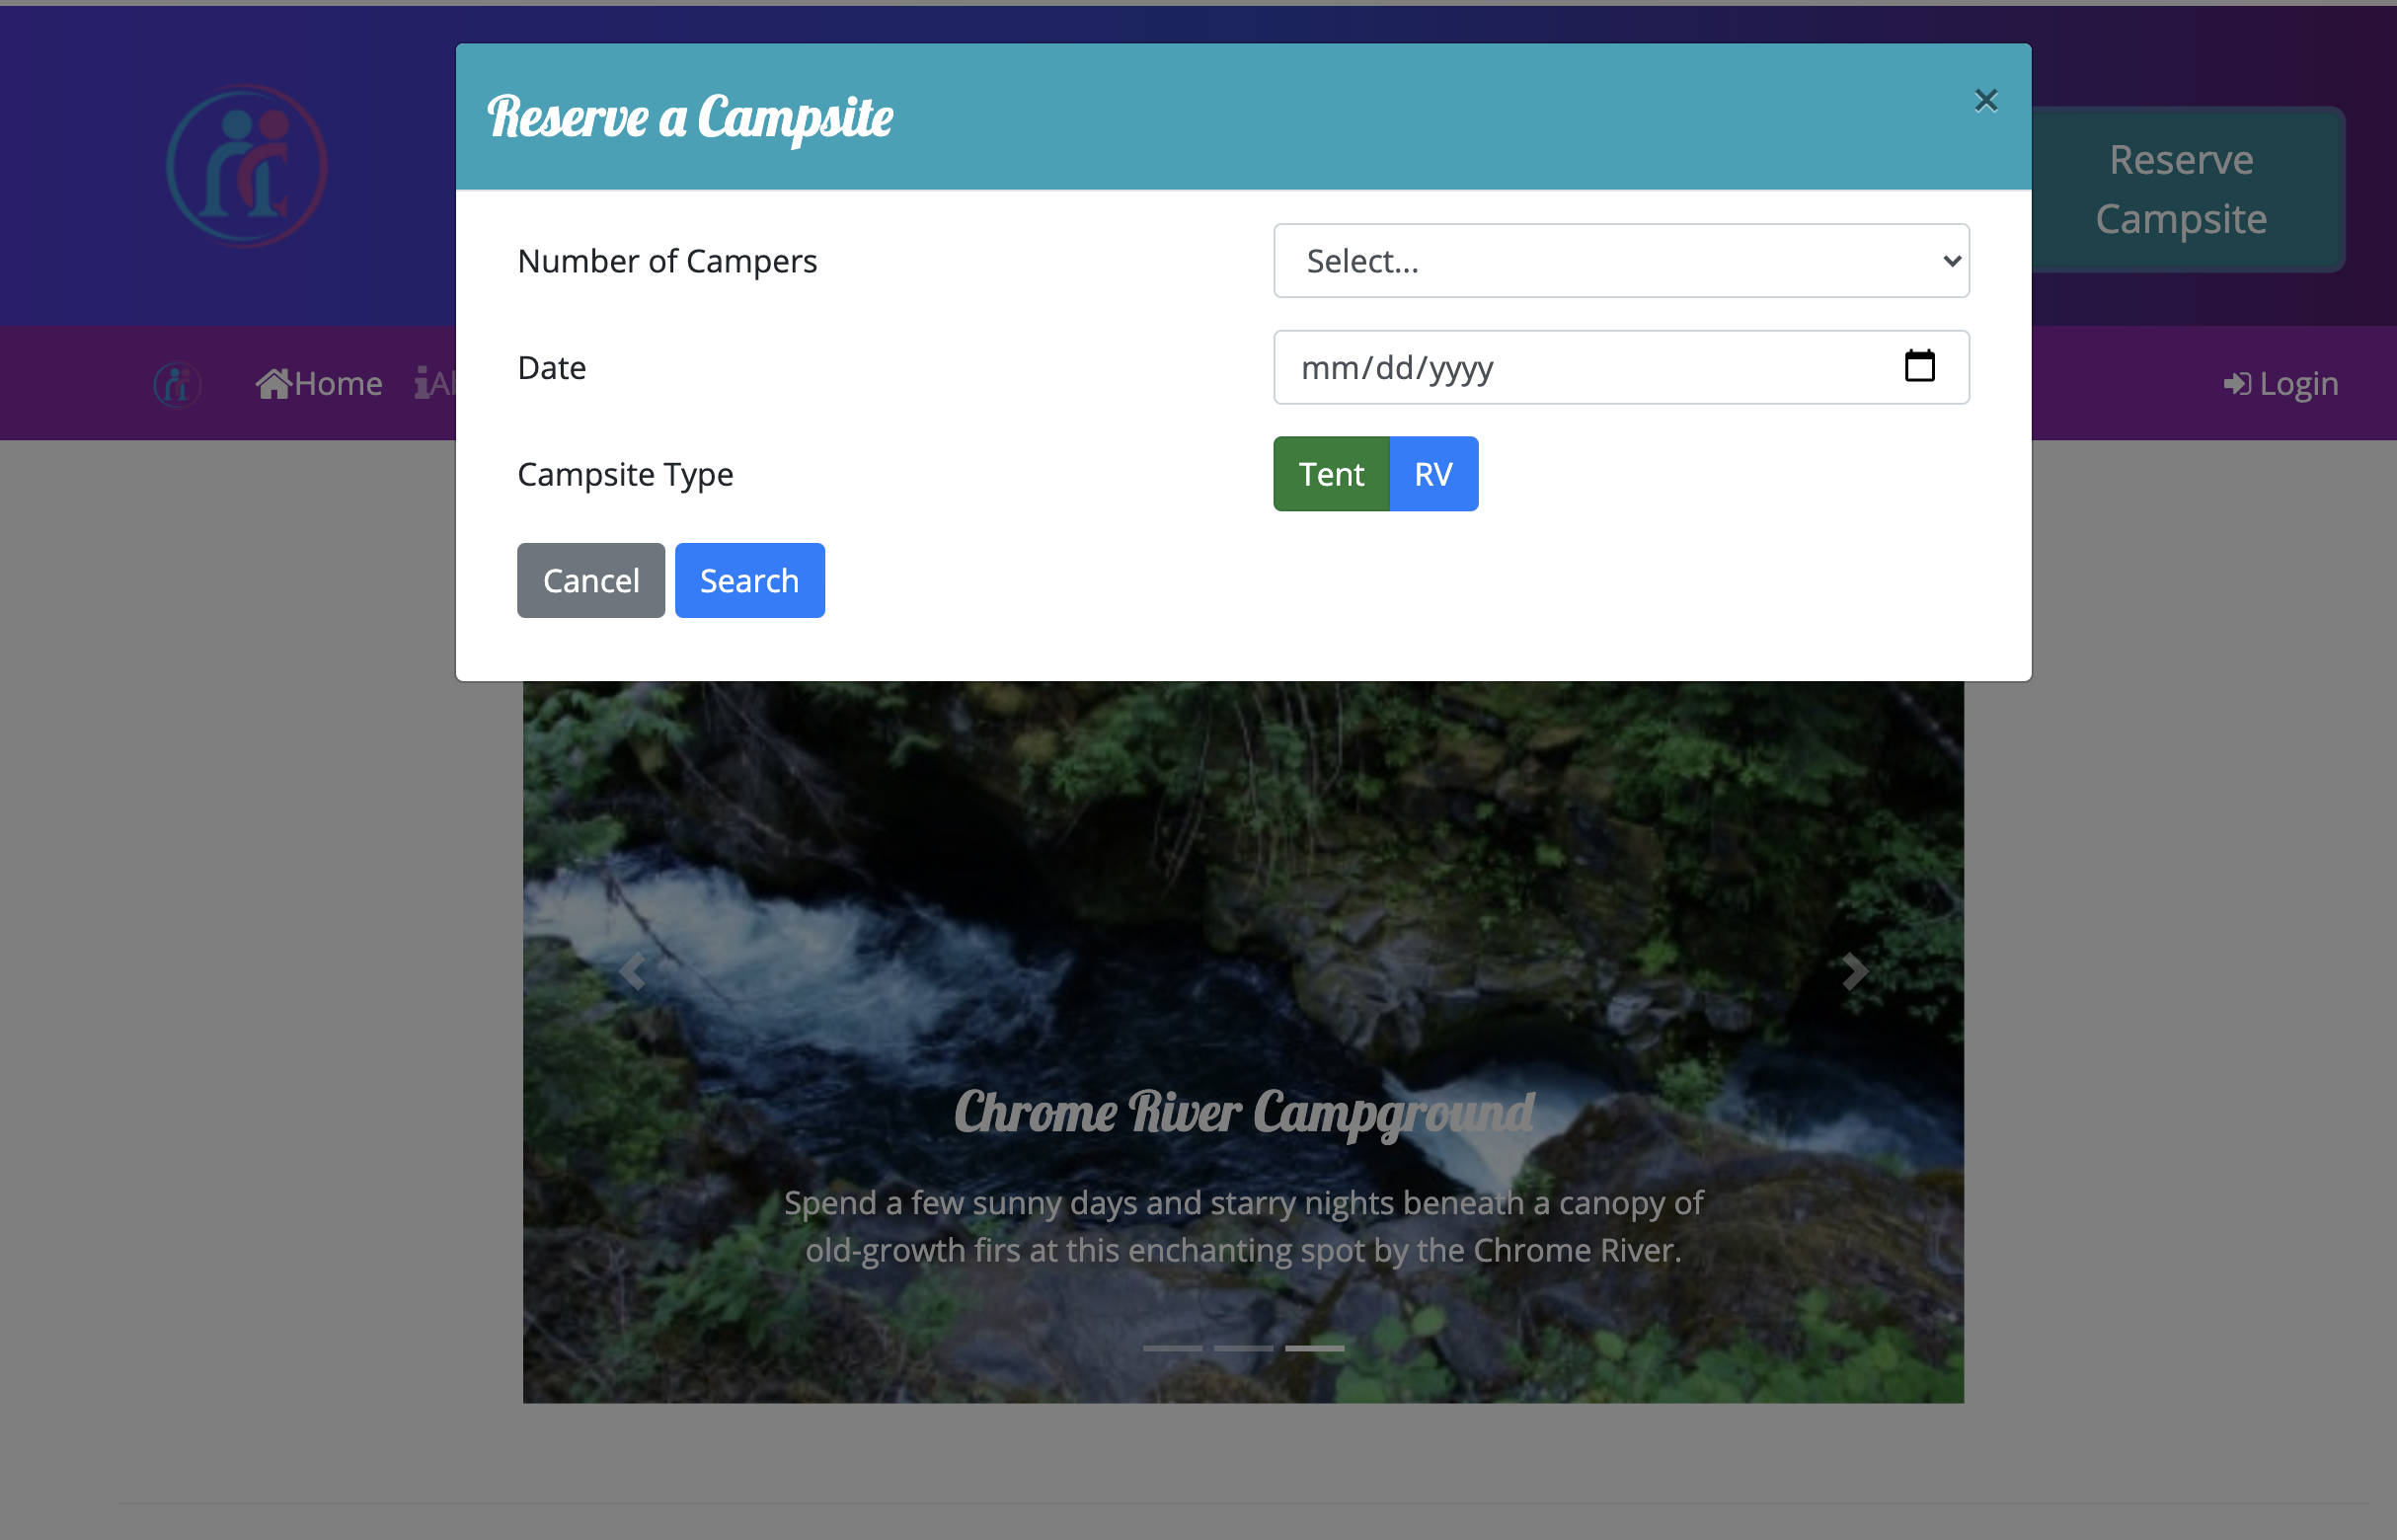 Reserve a Campsite
×
Reserve
Campsite
Number of Campers
Select...
Date
mm/dd/yyyy
Home
Login
Campsite Type
Tent
RV
Cancel
Search
Chrome River Campground
Spend a few sunny days and starry nights beneath a canopy of
old-growth firs at this enchanting spot by the Chrome River.